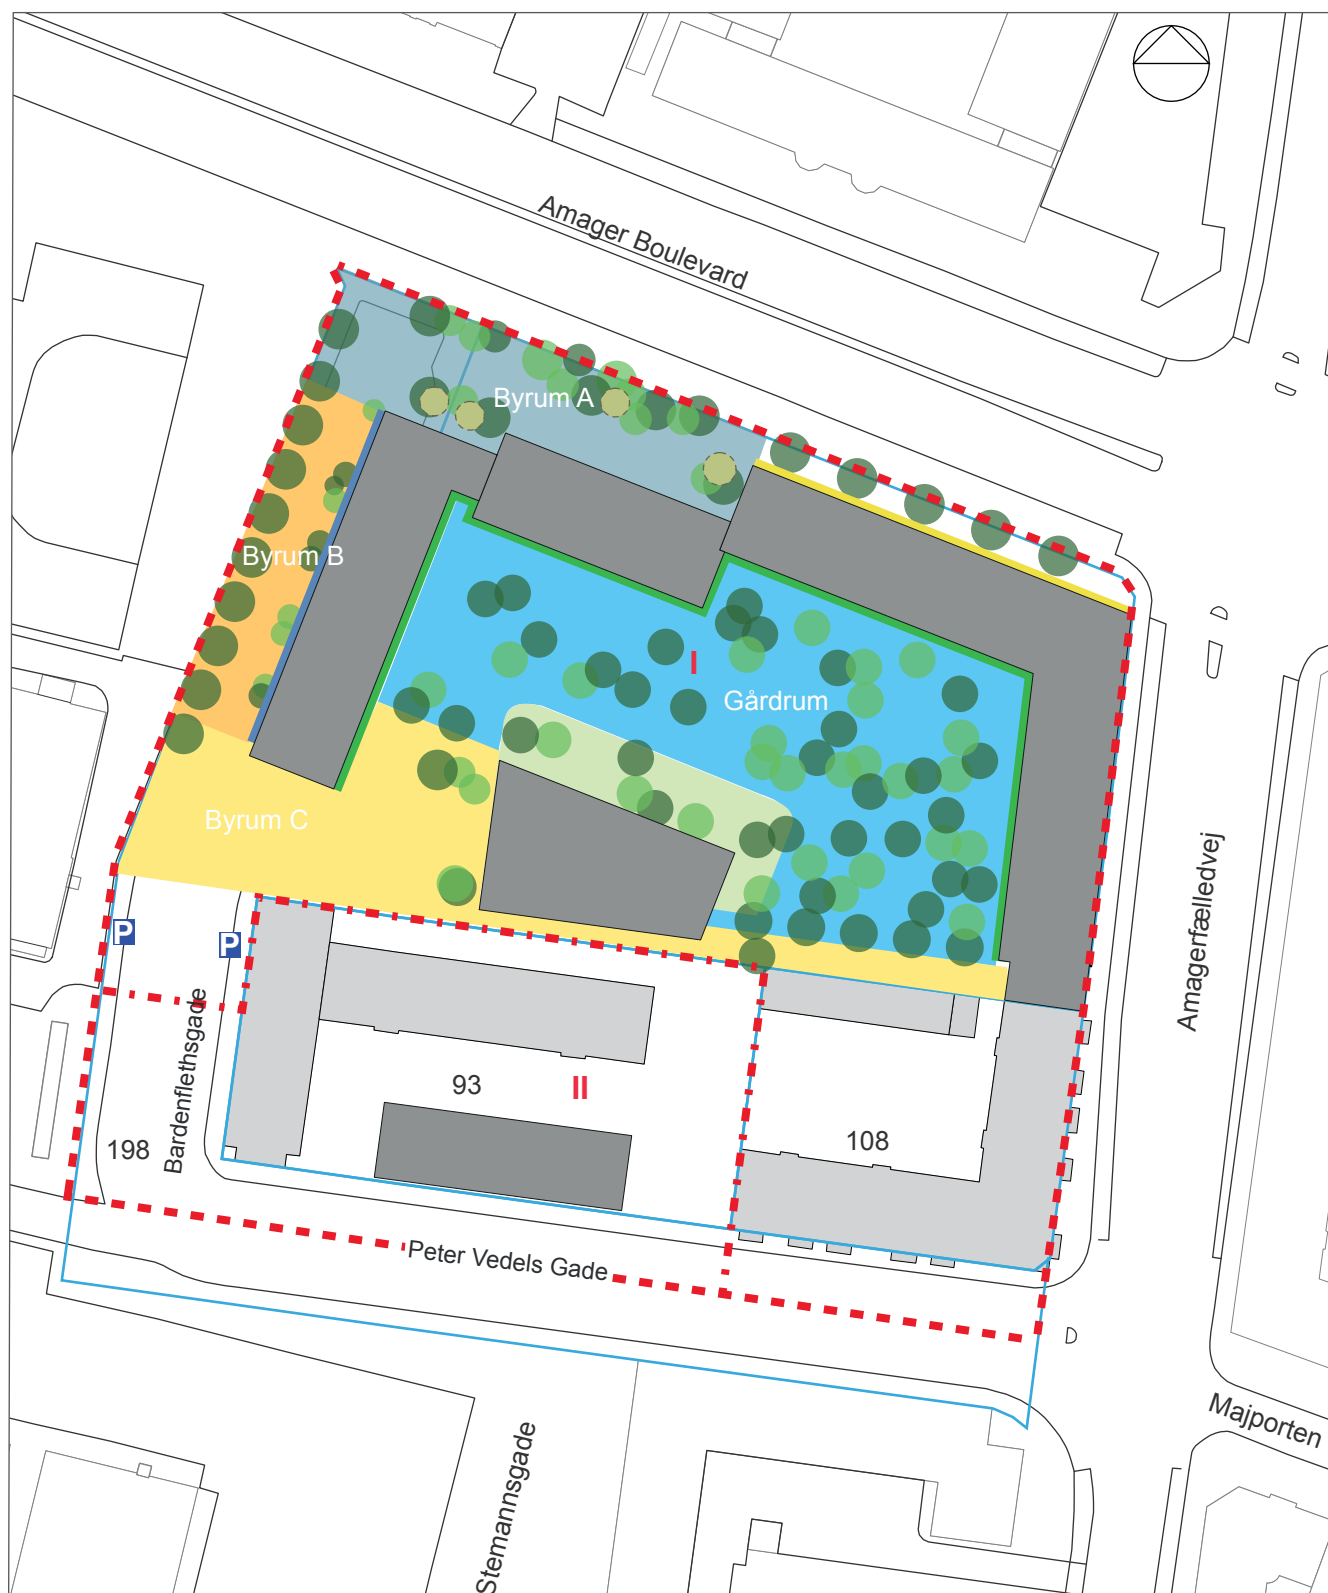 Amager Boulevard
Byrum A
Byrum B
I
Gårdrum
Byrum C
Amagerfælledvej
P
P
Bardenflethsgade
93
II
108
198
Peter Vedels Gade
Majporten
Stemannsgade